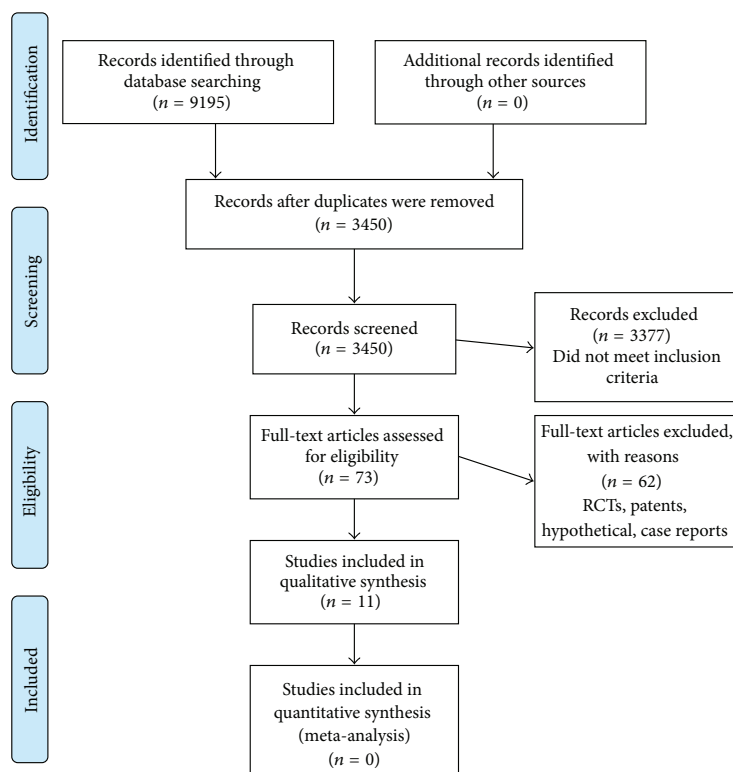 Identification
Records identified through
database searching
(n = 9195)
Additional records identified
through other sources
(n = 0)
Records after duplicates were removed
(n = 3450)
Screening
Records screened
(n = 3450)
Records excluded
(n = 3377)
Did not meet inclusion
criteria
Eligibility
Full-text articles assessed
for eligibility
(n = 73)
Full-text articles excluded,
with reasons
(n = 62)
RCTs, patents,
hypothetical, case reports
Studies included in
qualitative synthesis
(n = 11)
Included
Studies included in
quantitative synthesis
(meta-analysis)
(n = 0)